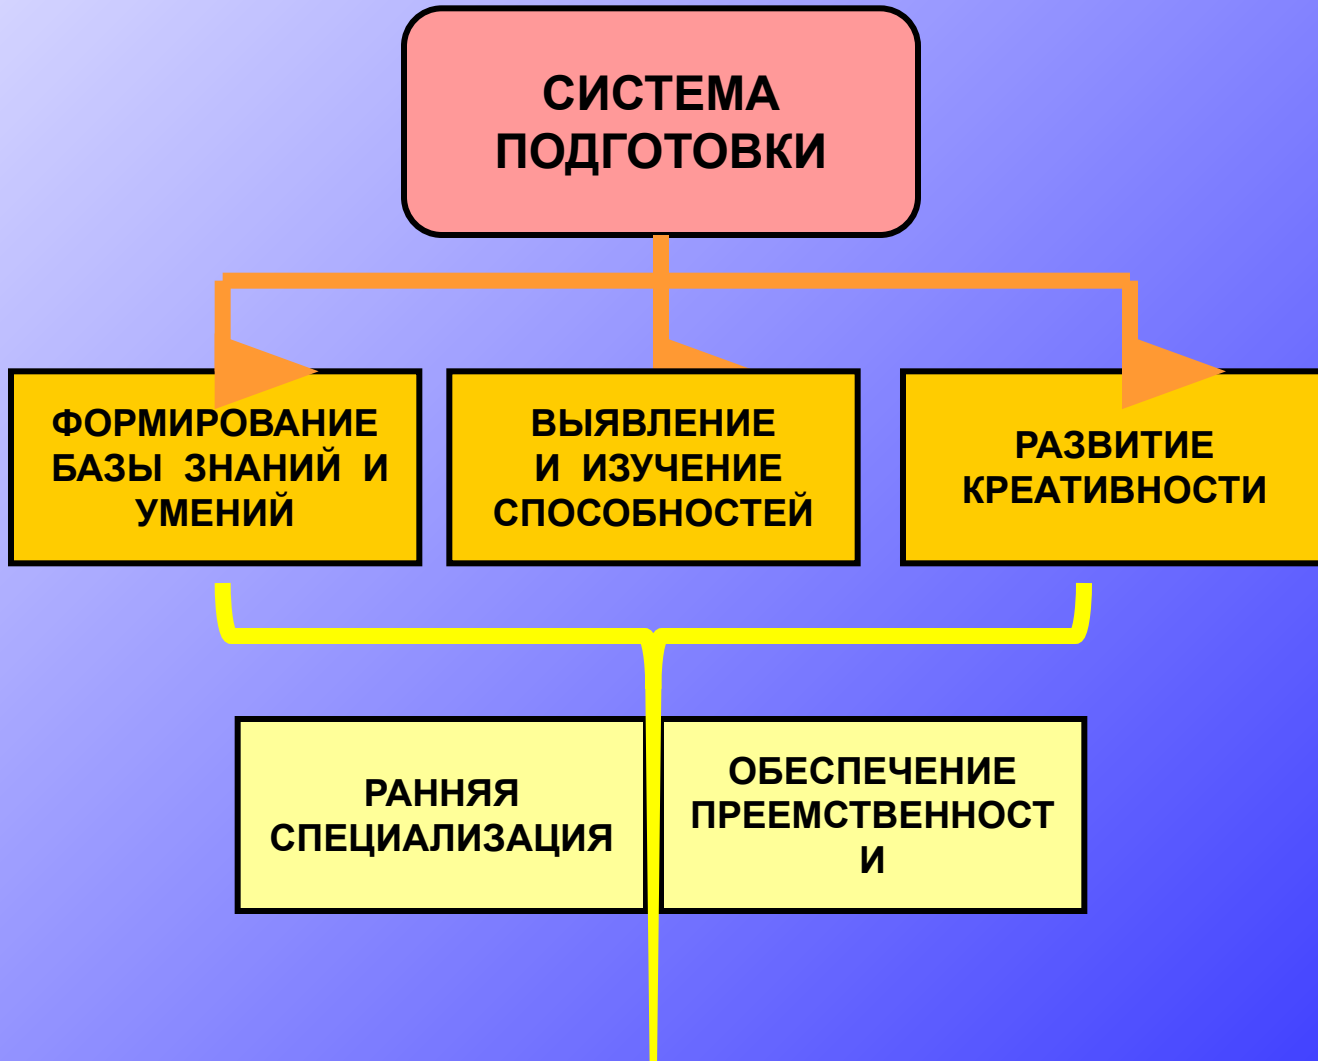 СИСТЕМА
ПОДГОТОВКИ
ФОРМИРОВАНИЕ
БАЗЫ ЗНАНИЙ И
УМЕНИЙ
ВЫЯВЛЕНИЕ
И ИЗУЧЕНИЕ
СПОСОБНОСТЕЙ
РАЗВИТИЕ
КРЕАТИВНОСТИ
РАННЯЯ
СПЕЦИАЛИЗАЦИЯ
ОБЕСПЕЧЕНИЕ
ПРЕЕМСТВЕННОСТ
И